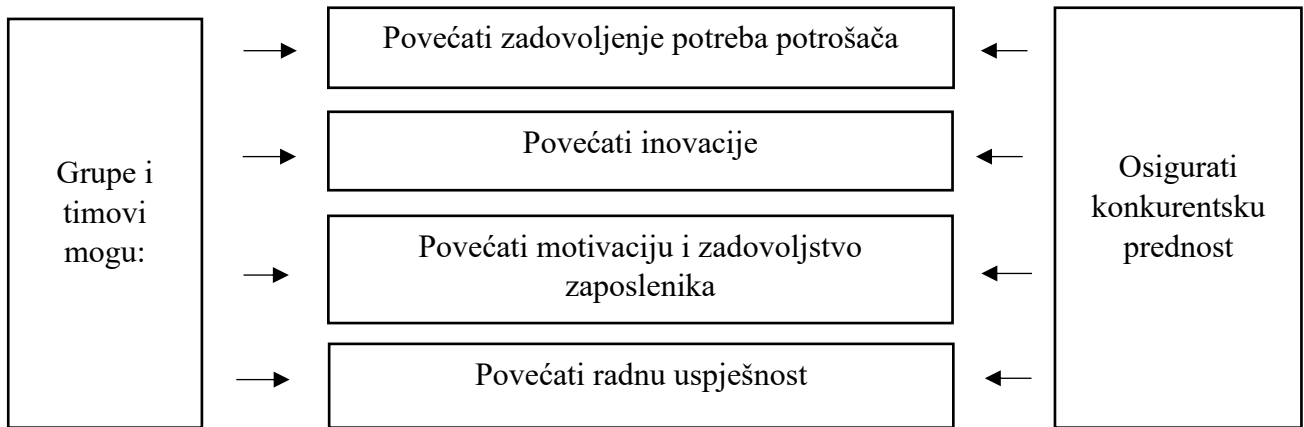 Grupe i
timovi
mogu:
Povećati zadovoljenje potreba potrošača
Povećati inovacije
Povećati motivaciju i zadovoljstvo
zaposlenika
Povećati radnu uspješnost
Osigurati
konkurentsku
prednost